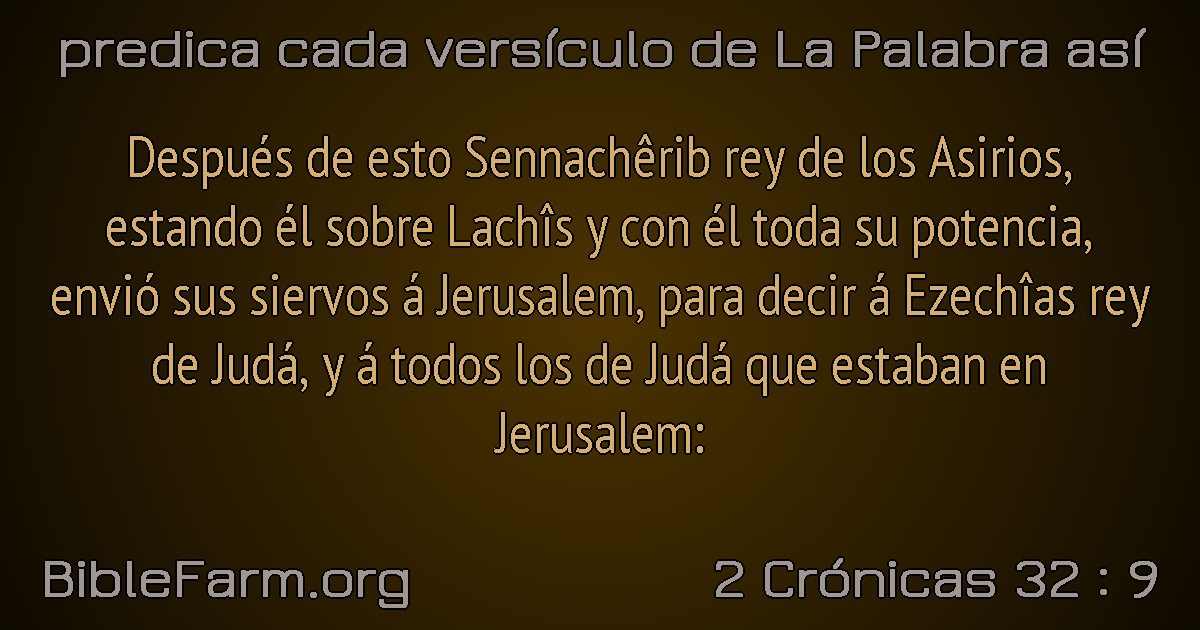 predica cada versículo de La Palabra así
Después de esto Sennachêrib rey de los Asirios,
estando él sobre Lachîs y con él toda su potencia,
envió sus siervos á Jerusalem, para decir á Ezechîas rey
de Judá, y á todos los de Judá que estaban en
Jerusalem:
BibleFarm.org
2 Crónicas 32 : 9